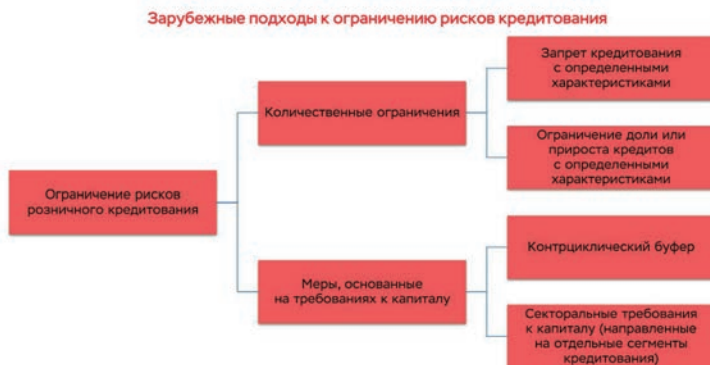 Зарубежные подходы к ограничению рисков кредитования
Запрет кредитования
с определенными
характеристиками
Количественные ограничения
Ограничение доли или
прироста кредитов
с определенными
характеристиками
Ограничение рисков
розничного кредитования
Контрциклический буфер
Меры, основанные
на требованиях к капиталу
Секторальные требования
к капиталу (направленные
на отдельные сегменты
кредитования)